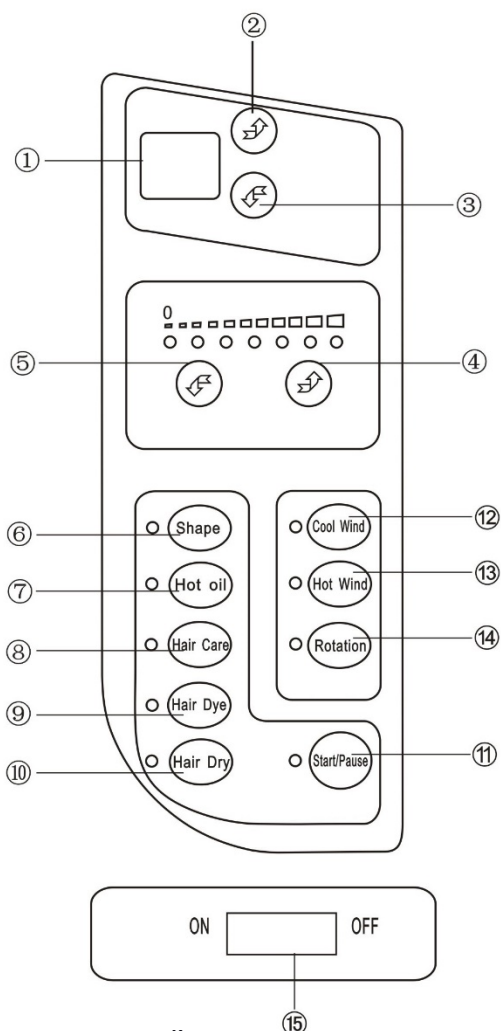 ②
①
③
0
⑤
④
⑥ Shape
Cool Wind ⑫
⑦ Hot oil
Hot Wind ⑬
⑧ Hair Care
Rotation ⑭
⑨ Hair Dye
⑩ Hair Dry
Start/Pause ⑪
ON OFF
⑮